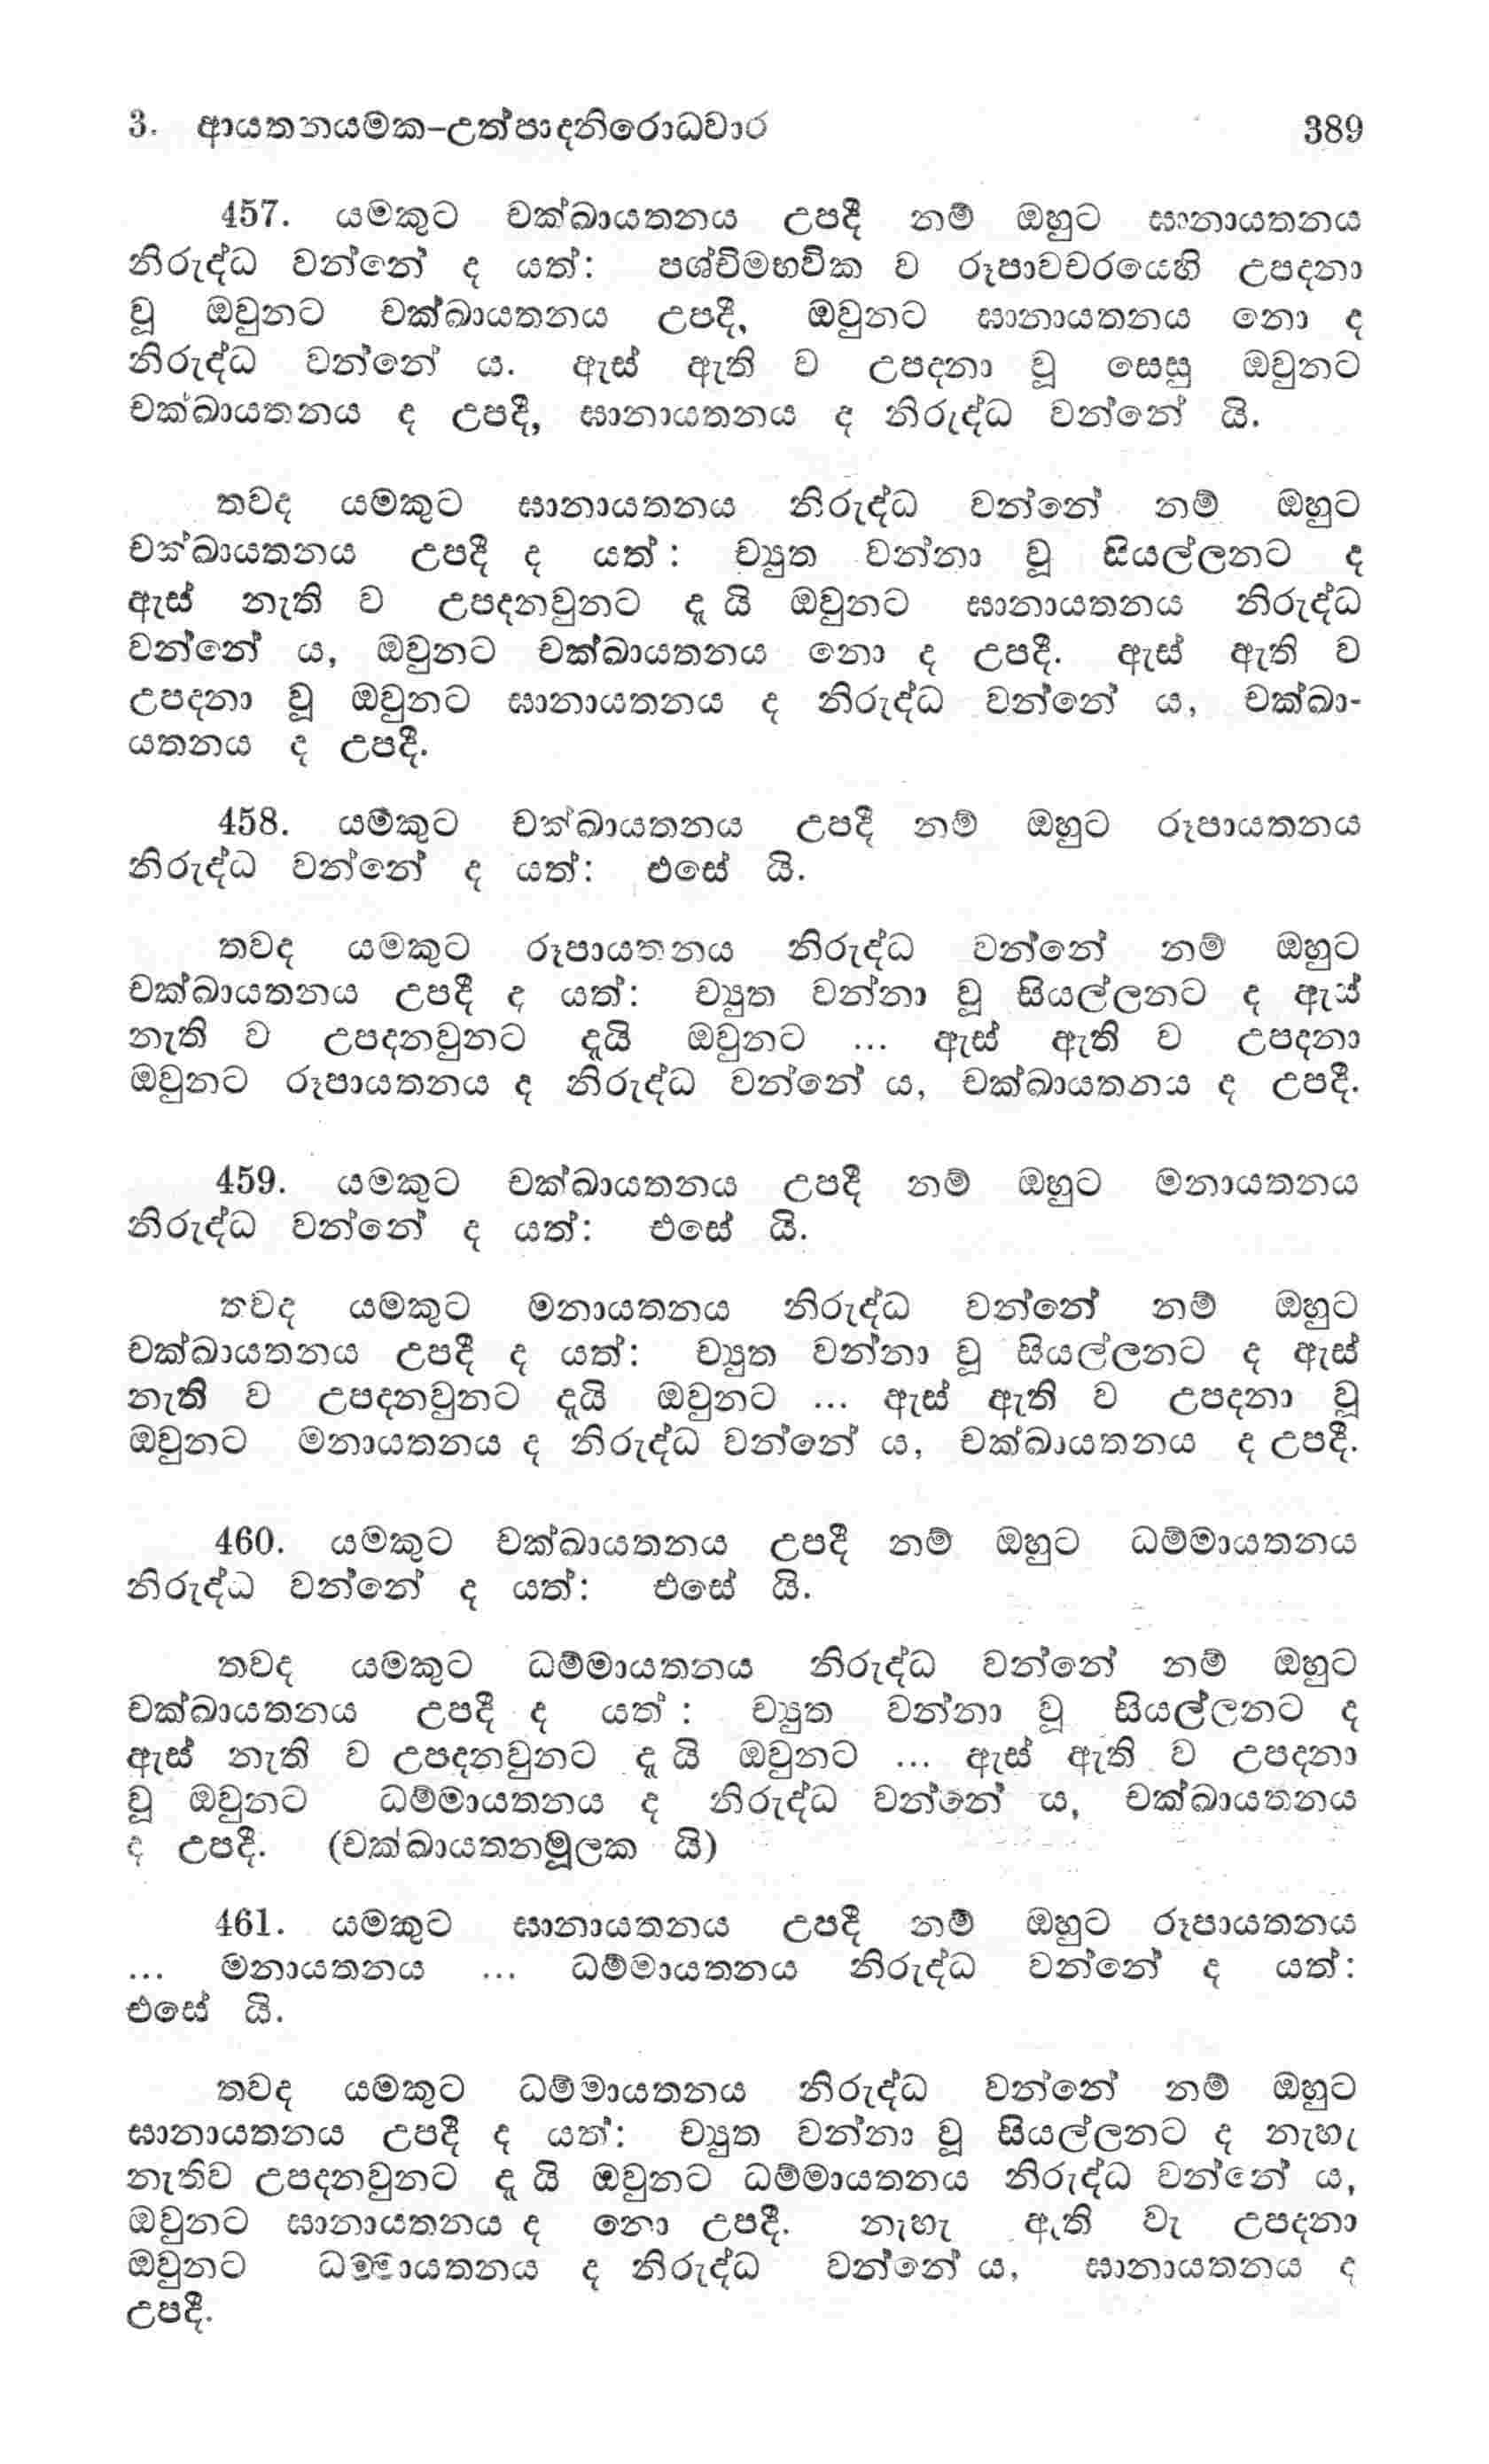 3. ආයතනයමක–උත්පාදනිරොධවාර 389
457. යමකුට චක්ඛායතනය උපදී නම් ඔහුට ඝානායතනය
නිරුද්ධ වන්නේ ද යත්: පශ්චිමභවික ව රූපාවචරයෙහි උපදනා
වූ ඔවුනට චක්ඛායතනය උපදී, ඔවුනට ඝානායතනය නො ද
නිරුද්ධ වන්නේ ය. ඇස් ඇති ව උපදනා වූ සෙසු ඔවුනට
චක්ඛායතනය ද උපදී, ඝානායතනය ද නිරුද්ධ වන්නේ යි.
තවද යමකුට ඝානායතනය නිරුද්ධ වන්නේ නම් ඔහුට
චක්ඛායතනය උපදී ද යත් : ච්‍යුත වන්නා වූ සියල්ලනට ද
ඇස් නැති ව උපදනවුනට දූ යි ඔවුනට ඝානායතනය නිරුද්ධ
වන්නේ ය, ඔවුනට චක්ඛායතනය නො ද උපදී. ඇස් ඇති ව
උපදනා වූ ඔවුනට ඝානායතනය ද නිරුද්ධ වන්නේ ය, චක්ඛා-
යතනය ද උපදී.
458. යමකුට චක්ඛායතනය උපදී නම් ඔහුට රූපායතනය
නිරුද්ධ වන්නේ ද යත්: එසේ යි.
තවද යමකුට රූපායතනය නිරුද්ධ වන්නේ නම් ඔහුට
චක්ඛායතනය උපදී ද යත්: ච්‍යුත වන්නා වූ සියල්ලනට ද ඇස්
නැති ව උපදනවුනට දූයි ඔවුනට ... ඇස් ඇති ව උපදනා
ඔවුනට රූපායතනය ද නිරුද්ධ වන්නේ ය, චක්ඛායතනය ද උපදී.
459. යමකුට චක්ඛායතනය උපදී නම් ඔහුට මනායතනය
නිරුද්ධ වන්නේ ද යත්: එසේ යි.
තවද යමකුට මනායතනය නිරුද්ධ වන්නේ නම් ඔහුට
චක්ඛායතනය උපදී ද යත්: ච්‍යුත වන්නා වූ සියල්ලනට ද ඇස්
නැති ව උපදනවුනට දූයි ඔවුනට ... ඇස් ඇති ව උපදනා වූ
ඔවුනට මනායතනය ද නිරුද්ධ වන්නේ ය, චක්ඛායතනය ද උපදී.
460. යමකුට චක්ඛායතනය උපදී නම් ඔහුට ධම්මායතනය
නිරුද්ධ වන්නේ ද යත්: එසේ යි.
තවද යමකුට ධම්මායතනය නිරුද්ධ වන්නේ නම් ඔහුට
චක්ඛායතනය උපදී ද යත් : ච්‍යුත වන්නා වූ සියල්ලනට ද
ඇස් නැති ව උපදනවුනට දූ යි ඔවුනට ... ඇස් ඇති ව උපදනා
වූ ඔවුනට ධම්මායතනය ද නිරුද්ධ වන්නේ ය, චක්ඛායතනය
ද උපදී. (චක්ඛායතනමූලක යි)
461. යමකුට ඝානායතනය උපදී නම් ඔහුට රූපායතනය
... මනායතනය ... ධම්මායතනය නිරුද්ධ වන්නේ ද යත්:
එසේ යි.
තවද යමකුට ධම්මායතනය නිරුද්ධ වන්නේ නම් ඔහුට
ඝානායතනය උපදී ද යත්: ච්‍යුත වන්නා වූ සියල්ලනට ද නැහැ
නැතිව උපදනවුනට දූ යි ඔවුනට ධම්මායතනය නිරුද්ධ වන්නේ ය,
ඔවුනට ඝානායතනය ද නො උපදී. නැහැ ඇති වැ උපදනා
ඔවුනට ධම්මායතනය ද නිරුද්ධ වන්නේ ය, ඝානායතනය ද
උපදී.